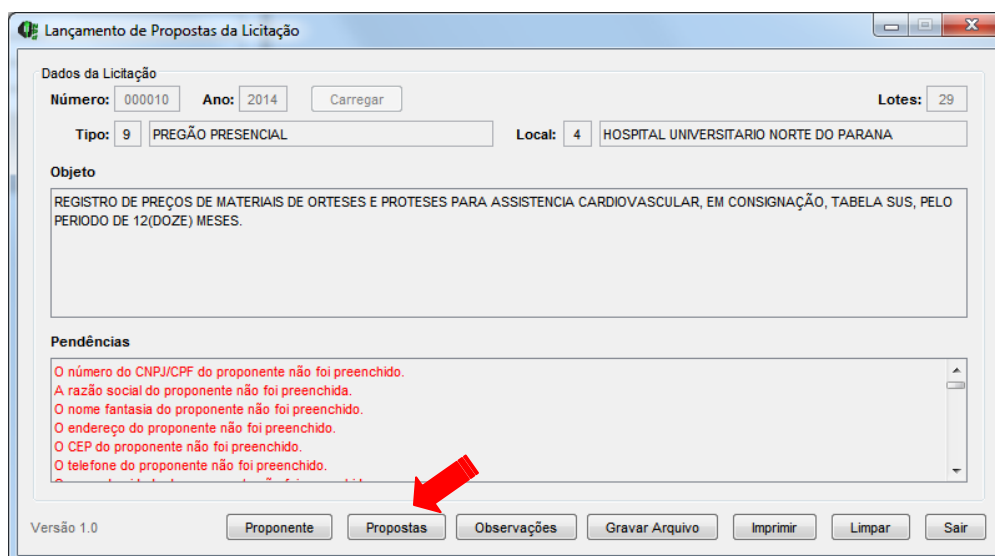 Lançamento de Propostas da Licitação
Dados da Licitação
Número: 000010 Ano: 2014 Carregar Lotes: 29
Tipo: 9 PREGÃO PRESENCIAL Local: 4 HOSPITAL UNIVERSITARIO NORTE DO PARANA
Objeto
REGISTRO DE PREÇOS DE MATERIAIS DE ORTESES E PROTESES PARA ASSISTENCIA CARDIOVASCULAR, EM CONSIGNAÇÃO, TABELA SUS, PELO
PERIODO DE 12(DOZE) MESES.
Pendências
O número do CNPJ/CPF do proponente não foi preenchido.
A razão social do proponente não foi preenchida.
O nome fantasia do proponente não foi preenchido.
O endereço do proponente não foi preenchido.
O CEP do proponente não foi preenchido.
O telefone do proponente não foi preenchido.
Versão 1.0 Proponente Propostas Observações Gravar Arquivo Imprimir Limpar Sair